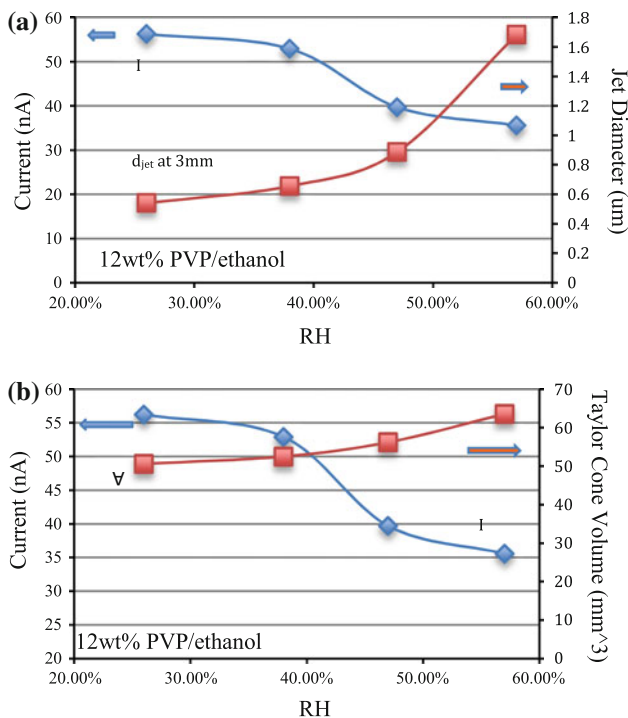 (a)
60
50
40
30
20
10
0
Current (nA)
1.8
1.6
1.4
1.2
1
0.8
0.6
0.4
0.2
0
Jet Diameter (um)
I
djet at 3mm
12wt% PVP/ethanol
20.00% 30.00% 40.00% 50.00% 60.00%
RH
(b)
60
55
50
45
40
35
30
25
20
Current (nA)
70
60
50
40
30
20
10
0
Taylor Cone Volume (mm^3)
∀
I
12wt% PVP/ethanol
20.00% 30.00% 40.00% 50.00% 60.00%
RH